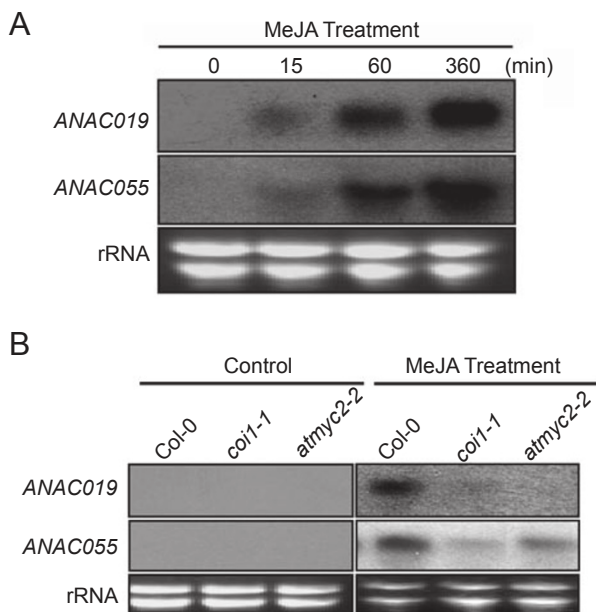 A
MeJA Treatment
0 15 60 360 (min)
ANAC019
ANAC055
rRNA
B
Control MeJA Treatment
Col-0 coi1-1 atmyc2-2 Col-0 coi1-1 atmyc2-2
ANAC019
ANAC055
rRNA